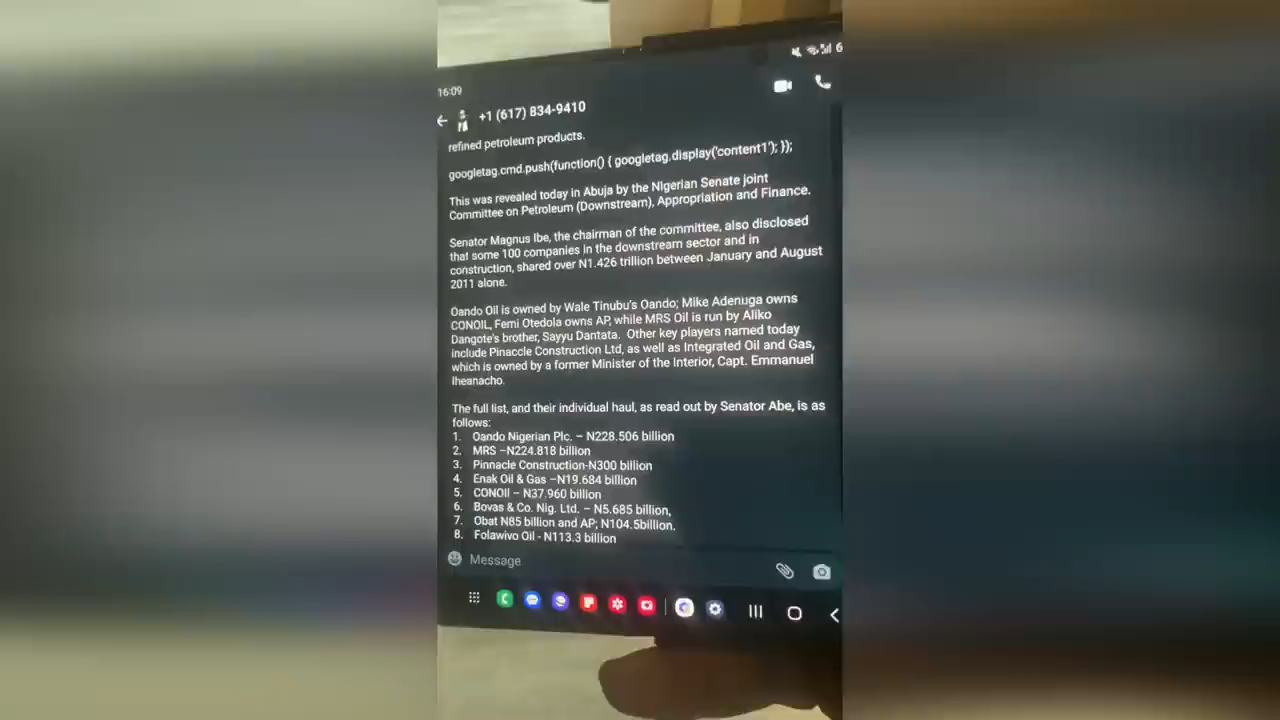 16:09
6
+1 (617) 834-9410
refined petroleum products.
googletag.cmd.push(function() { googletag.display('content1'); });
This was revealed today in Abuja by the Nigerian Senate joint
Committee on Petroleum (Downstream), Appropriation and Finance.
Senator Magnus Ibe, the chairman of the committee, also disclosed
that some 100 companies in the downstream sector and in
construction, shared over N1.426 trillion between January and August
2011 alone.
Oando Oil is owned by Wale Tinubu's Oando; Mike Adenuga owns
CONOIL, Femi Otedola owns AP, while MRS Oil is run by Aliko
Dangote's brother, Sayyu Dantata. Other key players named today
include Pinaccle Construction Ltd, as well as Integrated Oil and Gas,
which is owned by a former Minister of the Interior, Capt. Emmanuel
Iheanacho.
The full list, and their individual haul, as read out by Senator Abe, is as
follows:
1. Oando Nigerian Plc. – N228.506 billion
2. MRS –N224.818 billion
3. Pinnacle Construction-N300 billion
4. Enak Oil & Gas –N19.684 billion
5. CONOIl – N37.960 billion
6. Bovas & Co. Nig. Ltd. – N5.685 billion,
7. Obat N85 billion and AP; N104.5billion.
8. Folawiyo Oil - N113.3 billion
Message